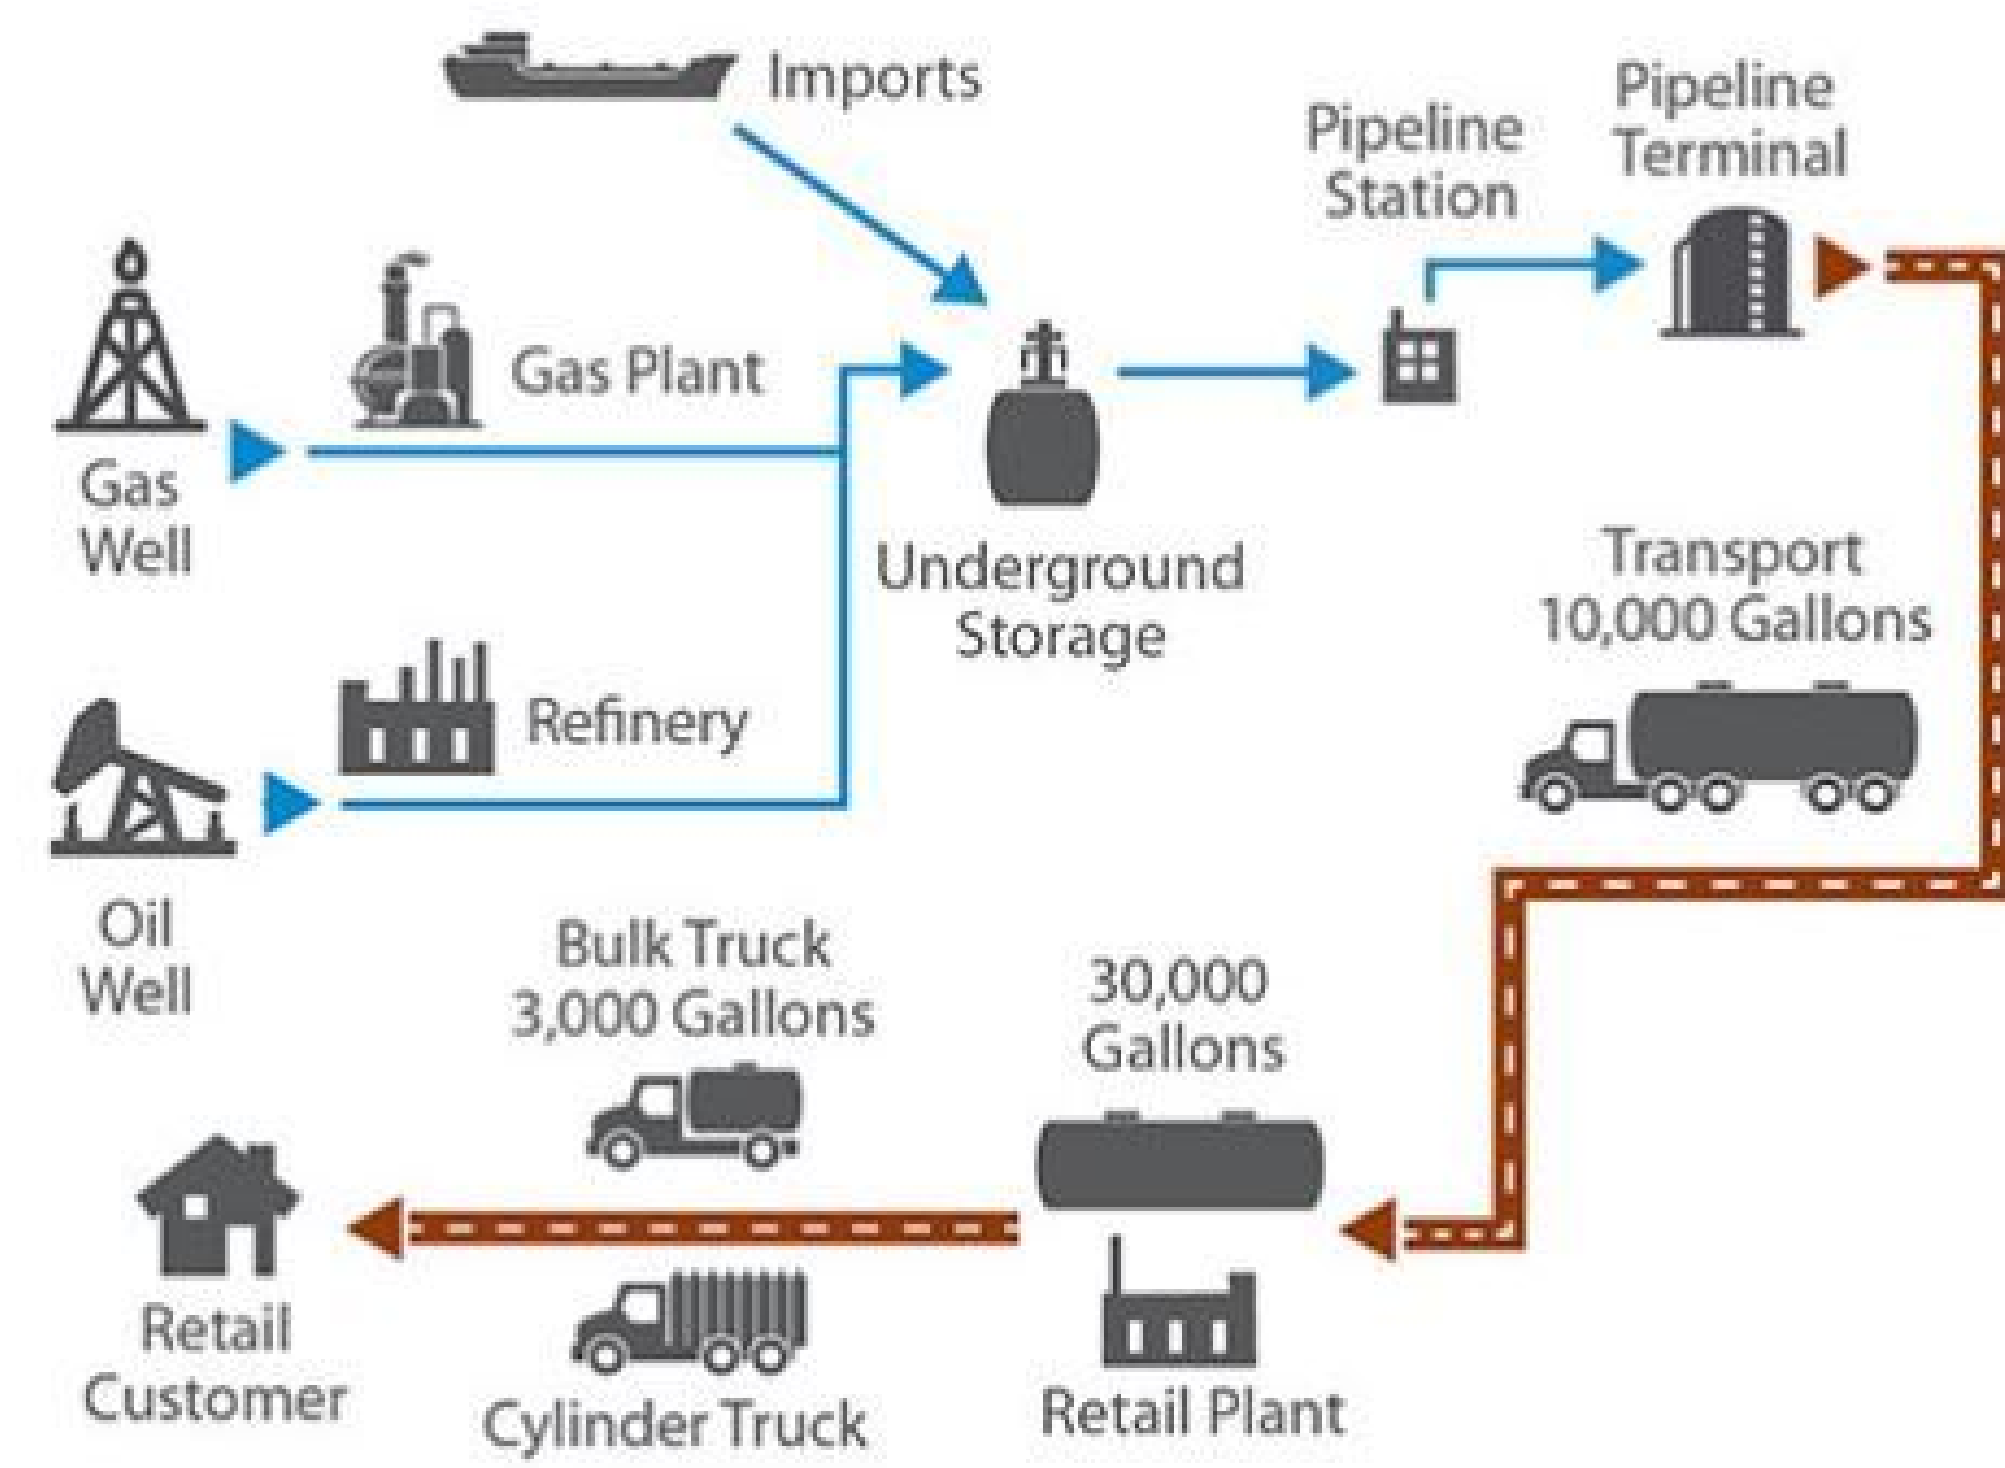 Imports
Pipeline
Station
Pipeline
Terminal
Gas Plant
Gas
Well
Underground
Storage
Transport
10,000 Gallons
Refinery
Oil
Well
Bulk Truck
3,000 Gallons
30,000
Gallons
Retail
Customer
Cylinder Truck
Retail Plant